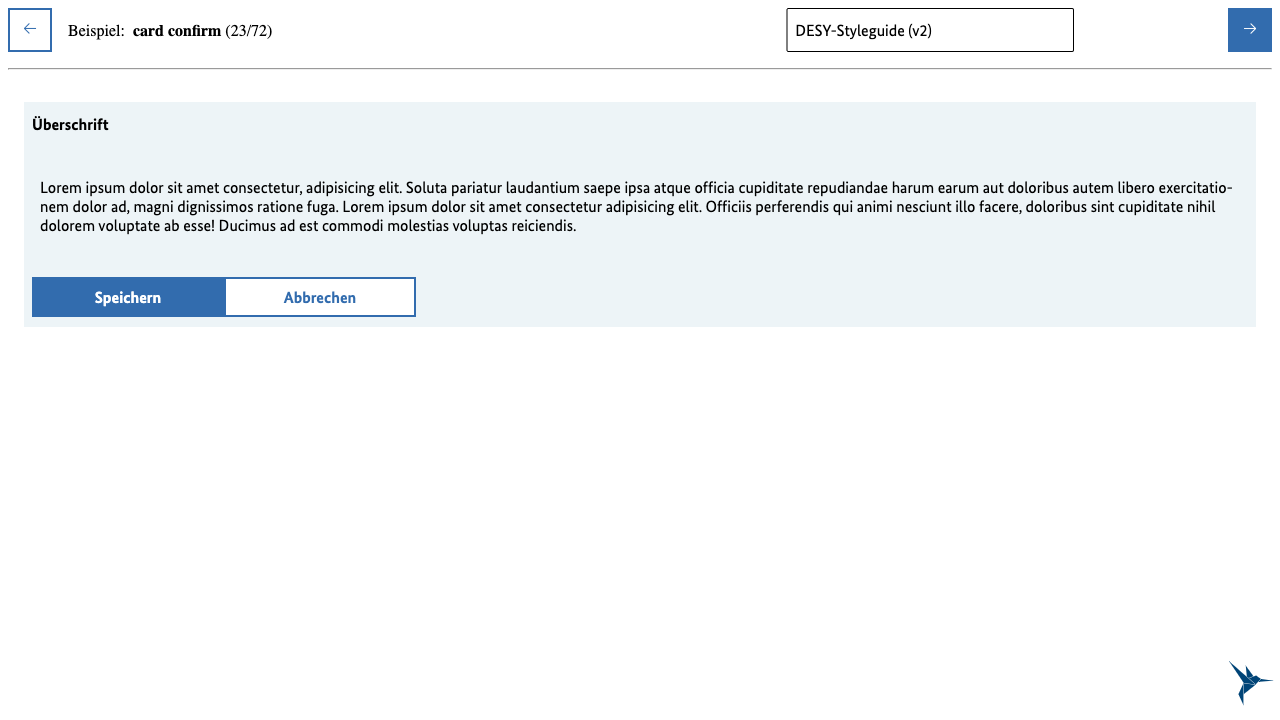 Beispiel: card confirm (23/72)
DESY-Styleguide (v2)
Überschrift
Lorem ipsum dolor sit amet consectetur, adipisicing elit. Soluta pariatur laudantium saepe ipsa atque officia cupiditate repudiandae harum earum aut doloribus autem libero exercitatio-
nem dolor ad, magni dignissimos ratione fuga. Lorem ipsum dolor sit amet consectetur adipisicing elit. Officiis perferendis qui animi nesciunt illo facere, doloribus sint cupiditate nihil
dolorem voluptate ab esse! Ducimus ad est commodi molestias voluptas reiciendis.
Speichern
Abbrechen